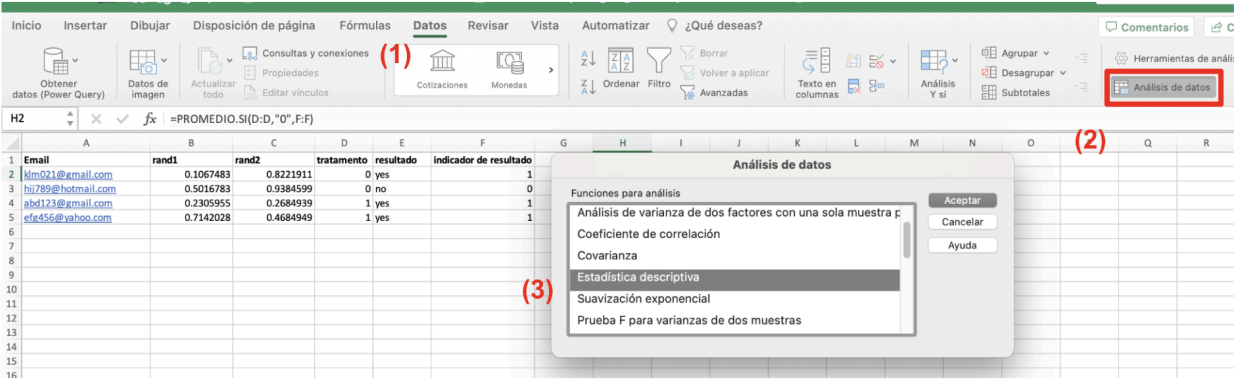 Inicio Insertar Dibujar Disposición de página Fórmulas Datos Revisar Vista Automatizar ¿Qué deseas? Comentarios
(1)
Obtener datos (Power Query)
Datos de imagen
Actualizar todo
Consultas y conexiones
Propiedades
Editar vínculos
Cotizaciones Monedas
Ordenar Filtro
Borrar
Volver a aplicar
Avanzadas
Texto en columnas
Análisis Y si
Agrupar
Desagrupar
Subtotales
Herramientas de análi
Análisis de datos
H2 fx =PROMEDIO.SI(D:D,"0",F:F)
(2)
A B C D E F G H I J K L M N O Q R
1 Email rand1 rand2 tratamento resultado indicador de resultado
2 klm021@gmail.com 0.1067483 0.8221911 0 yes 1
3 hij789@hotmail.com 0.5016783 0.9384599 0 no 0
4 abd123@gmail.com 0.2305955 0.2684939 1 yes 1
5 efg456@yahoo.com 0.7142028 0.4684949 1 yes 1
6
7
8
9
10
11
12
13
14
15
16
Análisis de datos
Funciones para análisis
Análisis de varianza de dos factores con una sola muestra p
Coeficiente de correlación
Covarianza
(3)
Estadística descriptiva
Suavización exponencial
Prueba F para varianzas de dos muestras
Aceptar
Cancelar
Ayuda